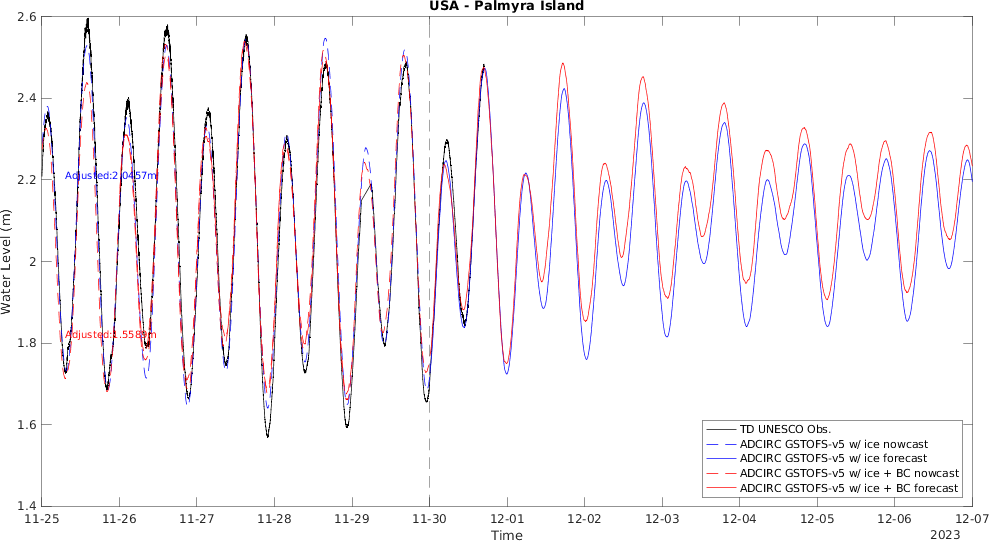 USA - Palmyra Island
Water Level (m)
2.6
2.4
2.2
2
1.8
1.6
1.4
Adjusted:2.0457m
Adjusted:1.5589m
TD UNESCO Obs.
ADCIRC GSTOFS-v5 w/ ice nowcast
ADCIRC GSTOFS-v5 w/ ice forecast
ADCIRC GSTOFS-v5 w/ ice + BC nowcast
ADCIRC GSTOFS-v5 w/ ice + BC forecast
11-25 11-26 11-27 11-28 11-29 11-30 12-01 12-02 12-03 12-04 12-05 12-06 12-07
Time
2023